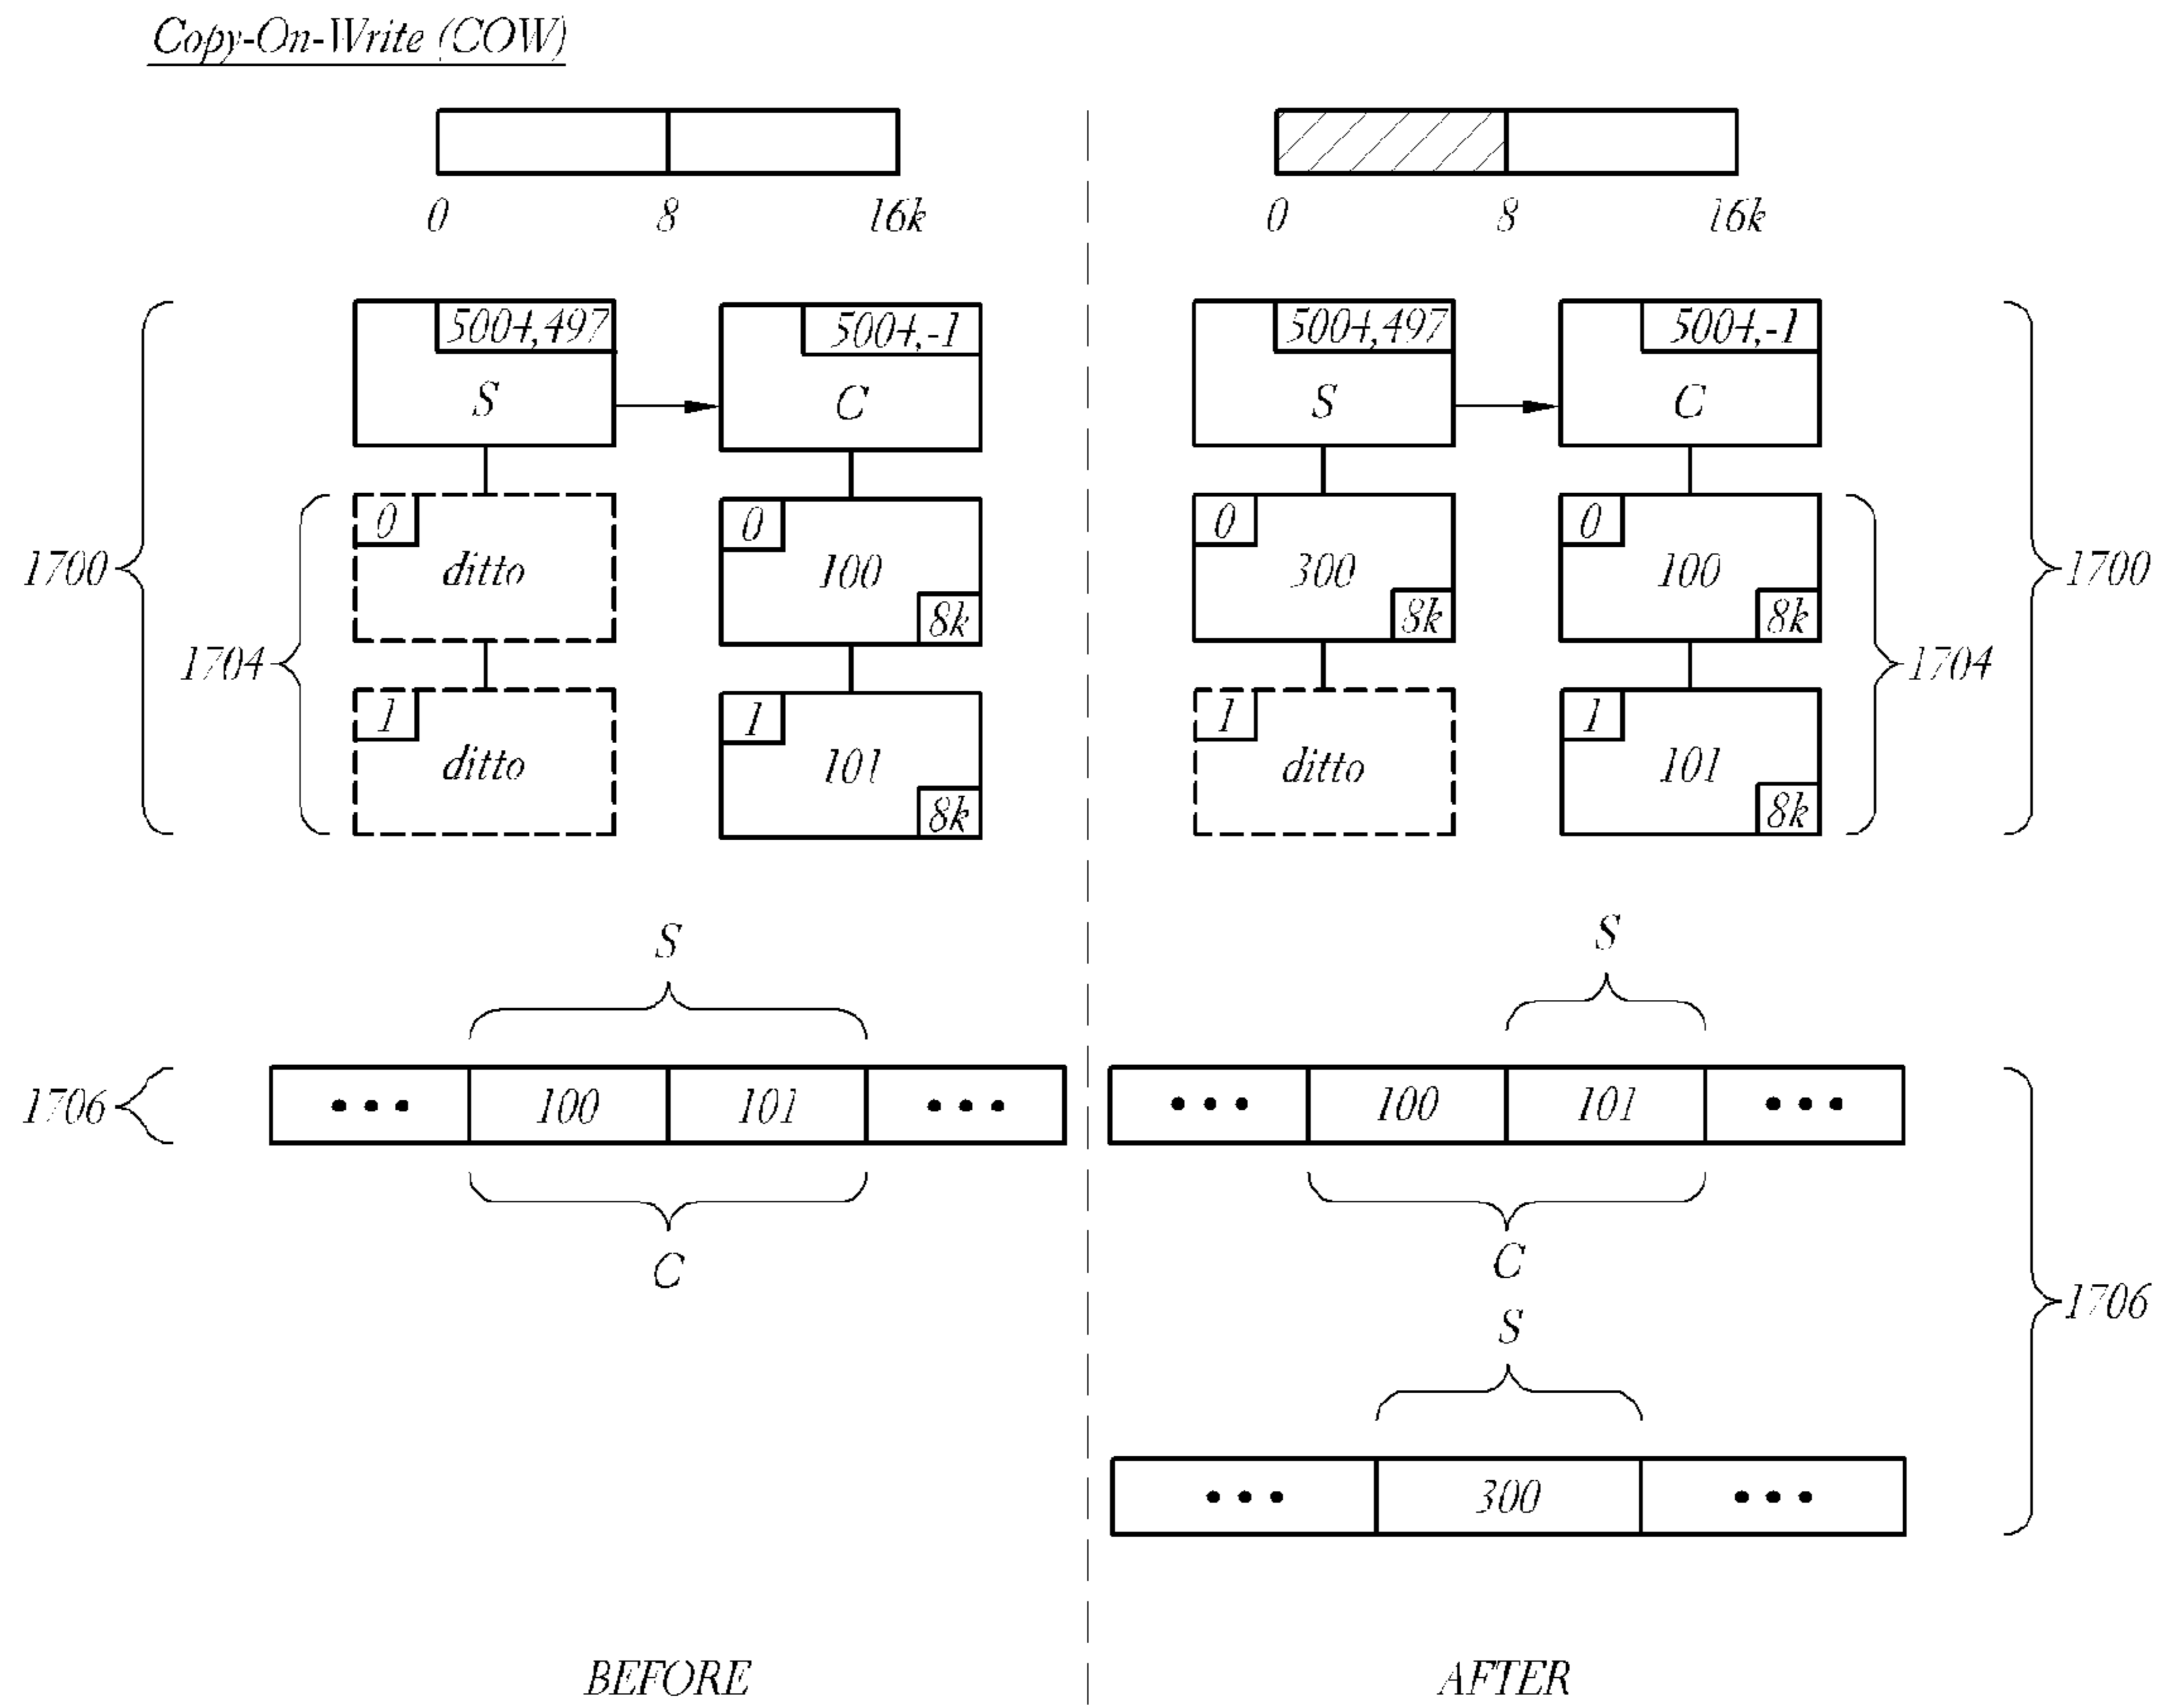 Copy-On-Write (COW)
0 8 16k
0 8 16k
5004,497 5004,-1
S C
5004,497 5004,-1
S C
0 ditto
0 100 8k
0 300 8k
0 100 8k
1700
1704
1704
1700
1 ditto
1 101 8k
1 ditto
1 101 8k
S
S
1706
••• 100 101 •••
••• 100 101 •••
C
C
S
1706
••• 300 •••
BEFORE
AFTER